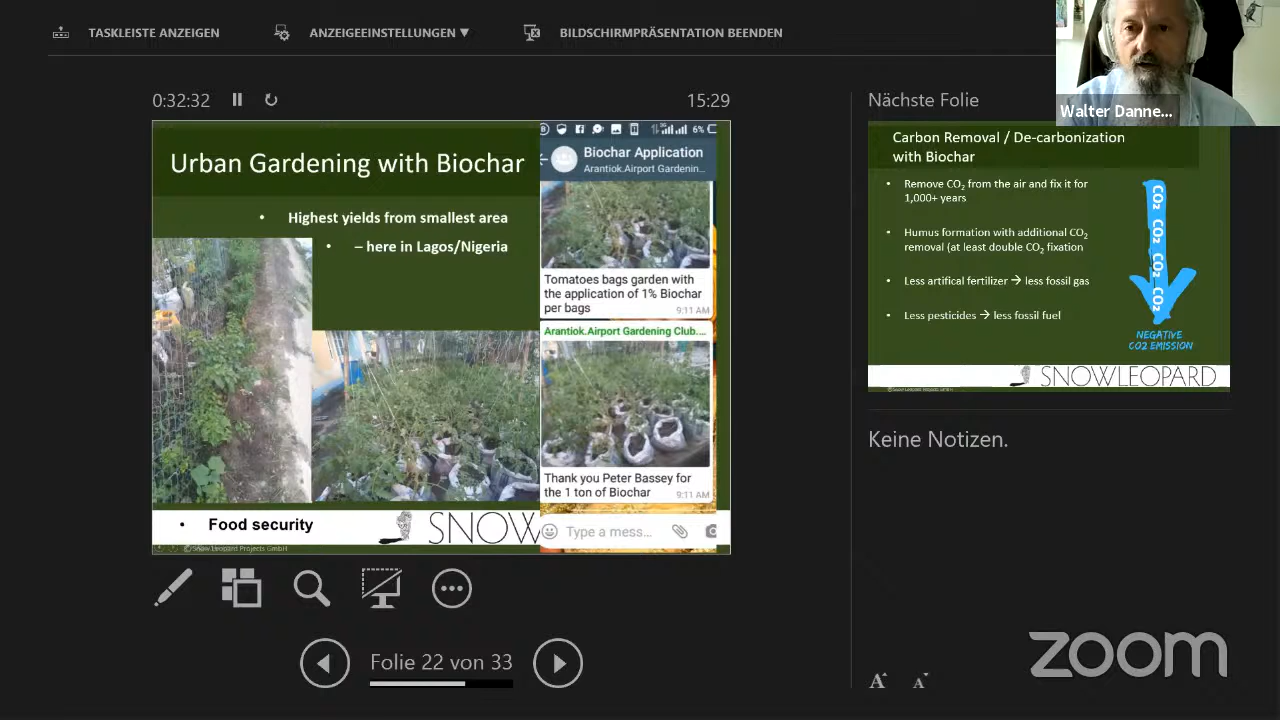 TASKLEISTE ANZEIGEN
ANZEIGEEINSTELLUNGEN ▼
BILDSCHIRMPRÄSENTATION BEENDEN
0:32:32
15:29
Urban Gardening with Biochar
• Highest yields from smallest area
• – here in Lagos/Nigeria
6%
Biochar Application
Arantiok.Airport Gardenin...
Tomatoes bags garden with
the application of 1% Biochar
per bags
9:11 AM
Arantiok.Airport Gardening Club....
Thank you Peter Bassey for
the 1 ton of Biochar
9:11 AM
Type a mess...
• Food security
SNOW
©SnowLeopard Projects GmbH
Folie 22 von 33
Nächste Folie
Walter Danne...
Carbon Removal / De-carbonization
with Biochar
• Remove CO₂ from the air and fix it for
1,000+ years
• Humus formation with additional CO₂
removal (at least double CO₂ fixation
• Less artifical fertilizer → less fossil gas
• Less pesticides → less fossil fuel
CO₂ CO₂ CO₂ CO₂
NEGATIVE
CO2 EMISSION
SNOWLEOPARD
Keine Notizen.
A A
zoom